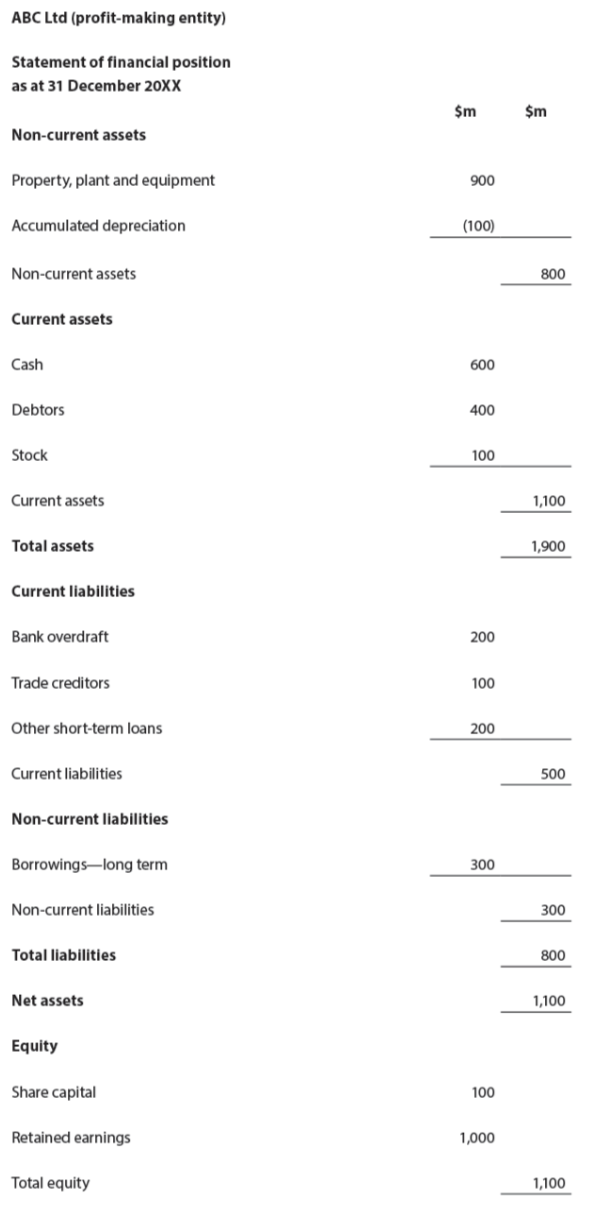 ABC Ltd (profit-making entity)
Statement of financial position
as at 31 December 20XX
$m $m
Non-current assets
Property, plant and equipment 900
Accumulated depreciation (100)
Non-current assets 800
Current assets
Cash 600
Debtors 400
Stock 100
Current assets 1,100
Total assets 1,900
Current liabilities
Bank overdraft 200
Trade creditors 100
Other short-term loans 200
Current liabilities 500
Non-current liabilities
Borrowings—long term 300
Non-current liabilities 300
Total liabilities 800
Net assets 1,100
Equity
Share capital 100
Retained earnings 1,000
Total equity 1,100